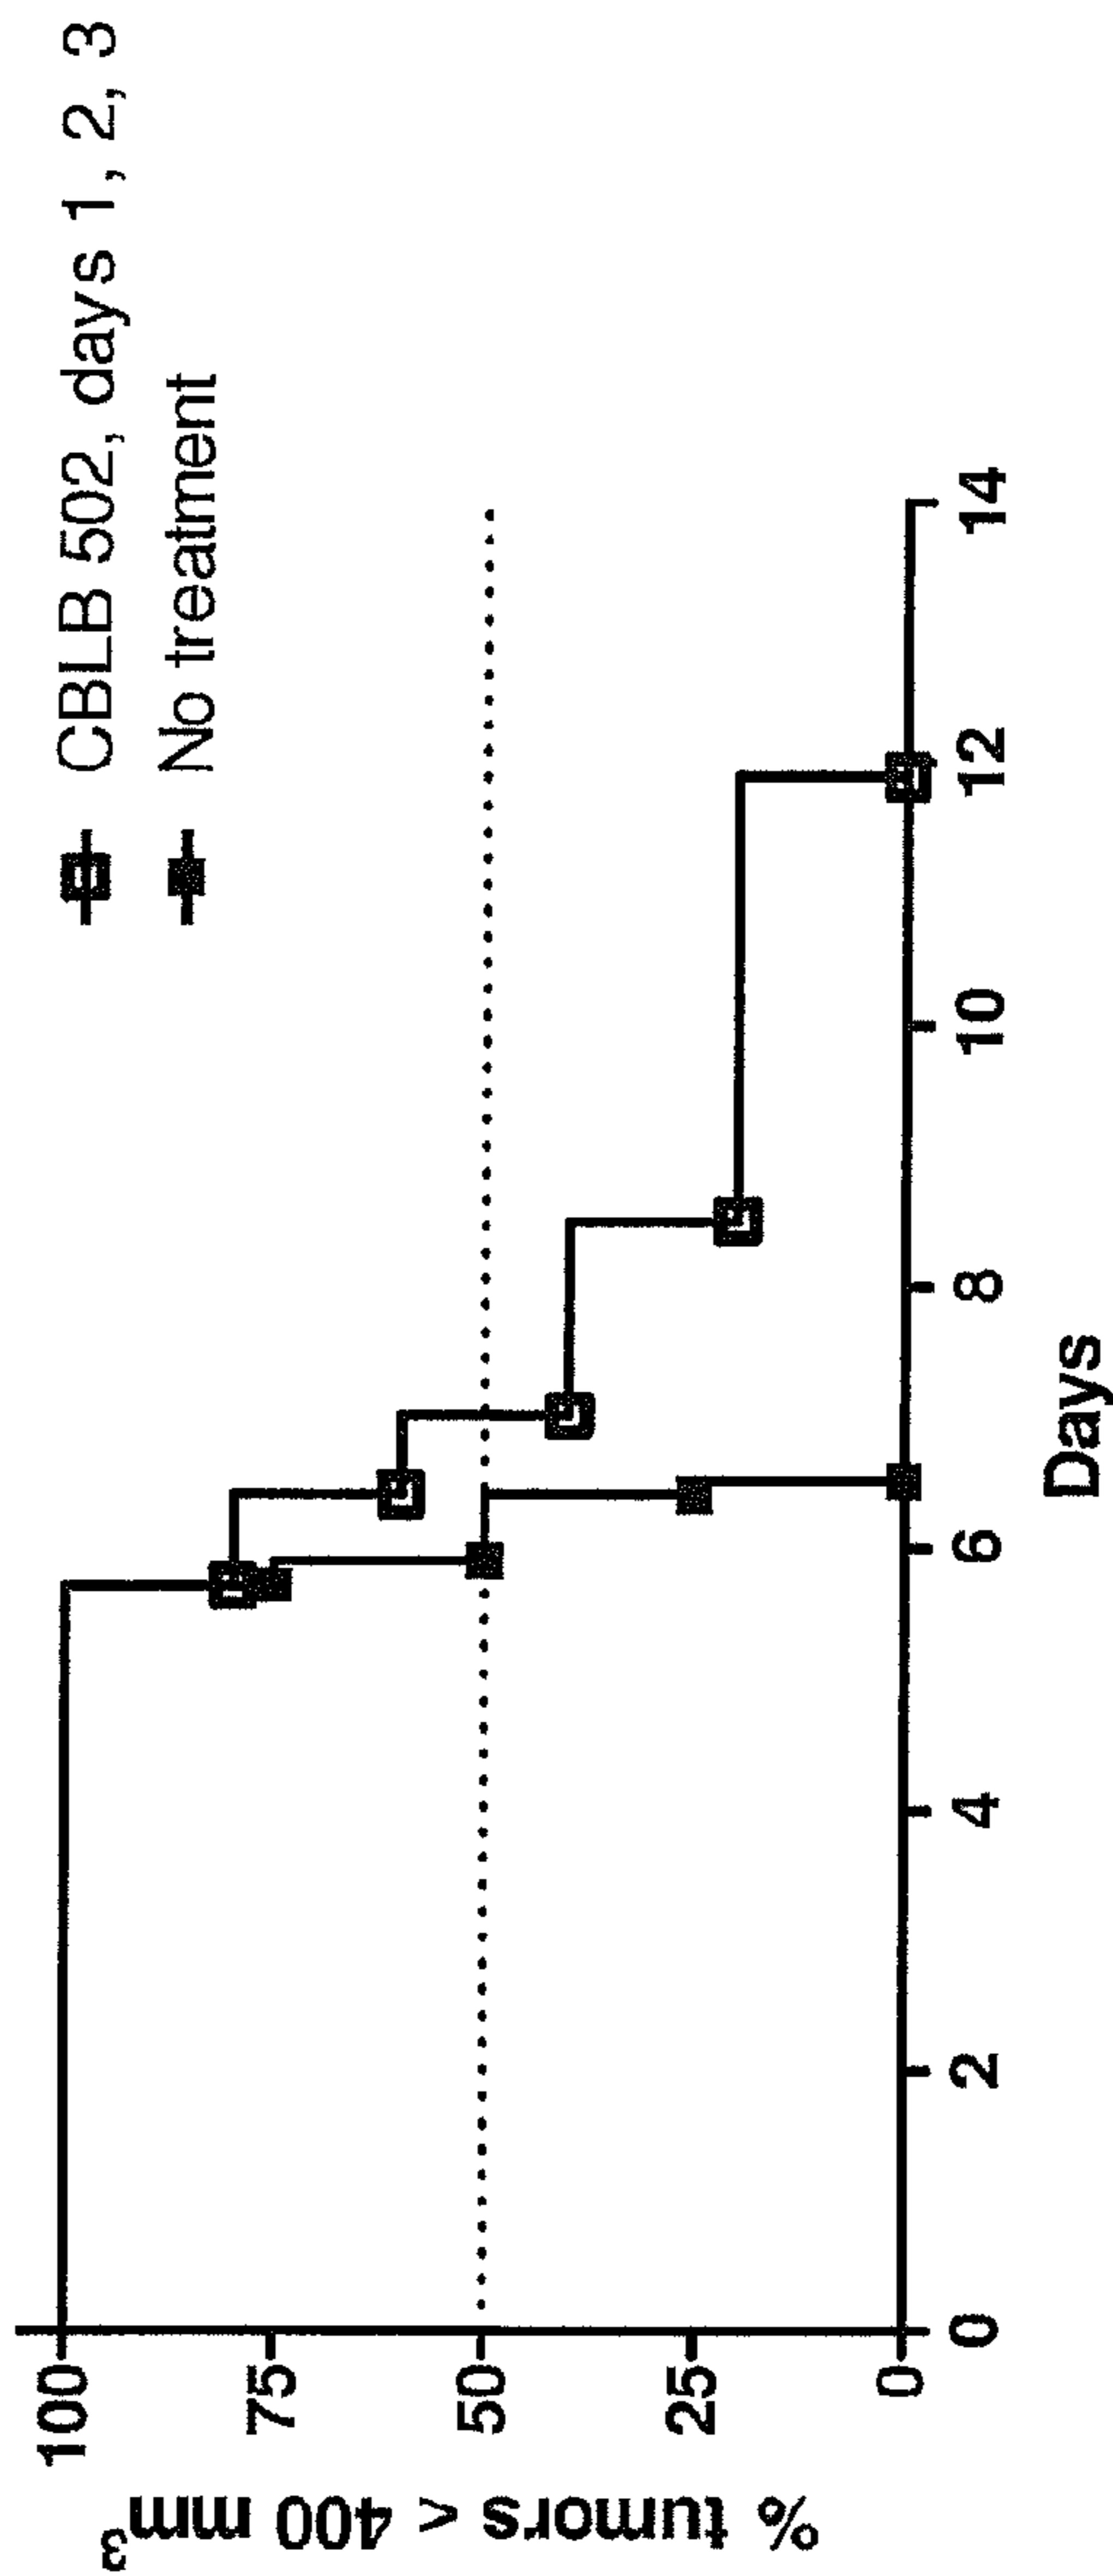 CBLB 502, days 1, 2, 3
No treatment
% tumors < 400 mm³
100
75
50
25
0
0 2 4 6 8 10 12 14
Days